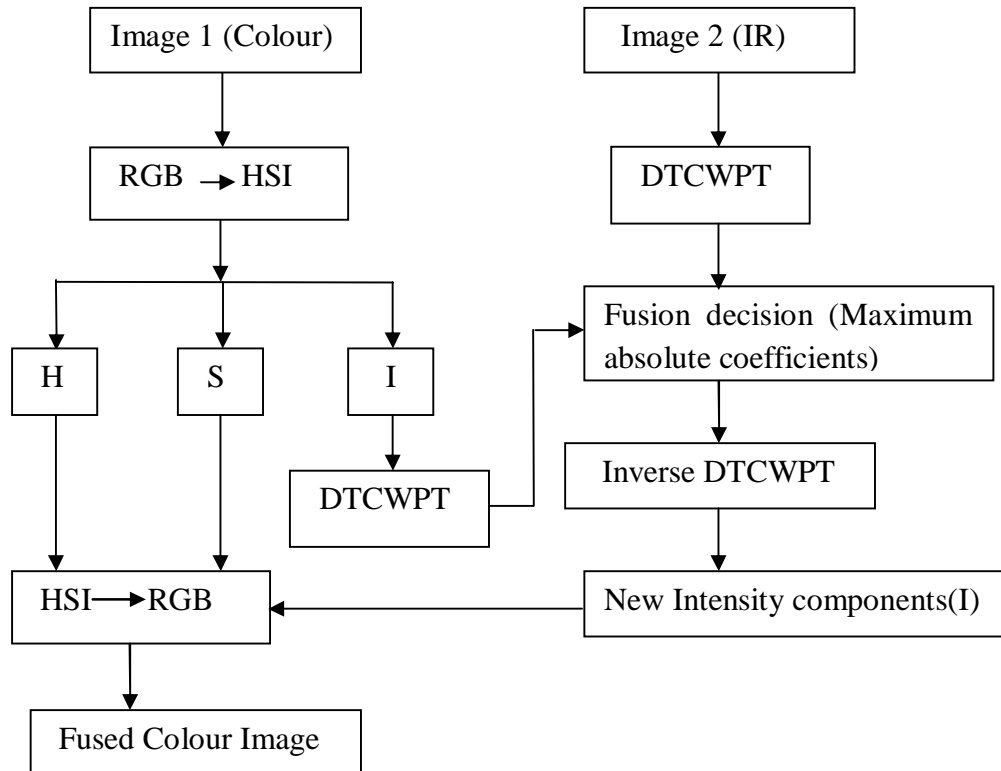 Image 1 (Colour)
Image 2 (IR)
RGB → HSI
DTCWPT
Fusion decision (Maximum
absolute coefficients)
H
S
I
DTCWPT
Inverse DTCWPT
HSI→RGB
New Intensity components(I)
Fused Colour Image